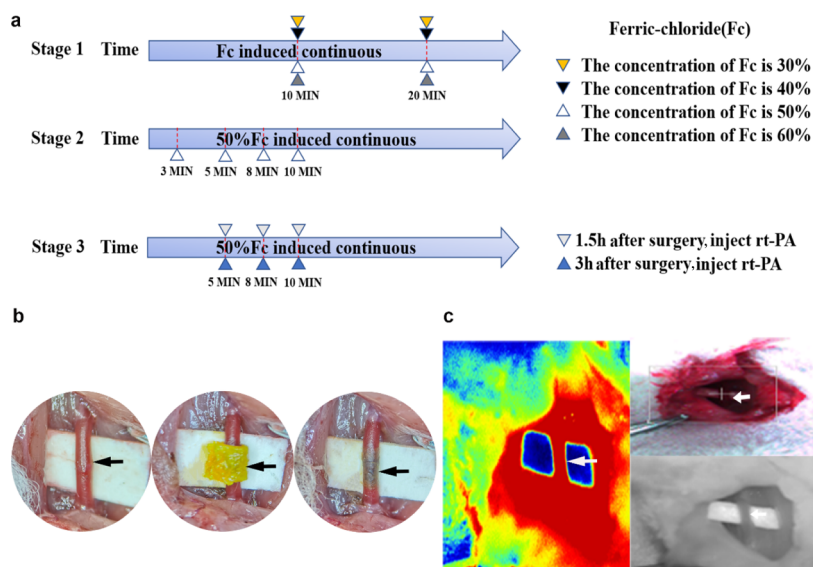 a
Stage 1 Time Fc induced continuous
10 MIN 20 MIN
Ferric-chloride(Fc)
The concentration of Fc is 30%
The concentration of Fc is 40%
The concentration of Fc is 50%
The concentration of Fc is 60%
Stage 2 Time 50%Fc induced continuous
3 MIN 5 MIN 8 MIN 10 MIN
Stage 3 Time 50%Fc induced continuous
5 MIN 8 MIN 10 MIN
1.5h after surgery,inject rt-PA
3h after surgery,inject rt-PA
b
c